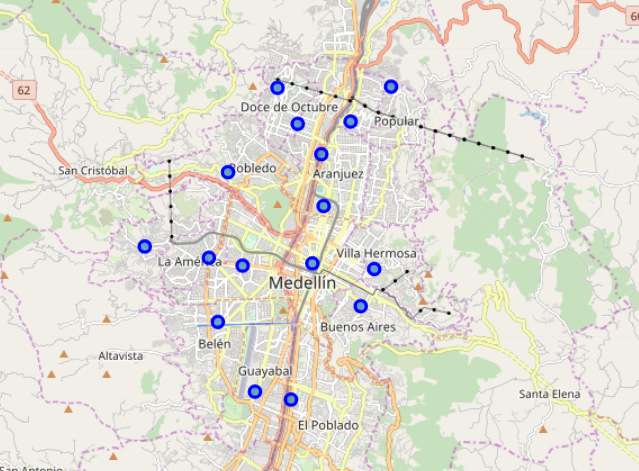 60
62
Doce de Octubre
Popular
San Cristóbal
Robledo
Aranjuez
Villa Hermosa
La América
Medellín
Buenos Aires
Belén
Altavista
Guayabal
Santa Elena
El Poblado
San Antonio